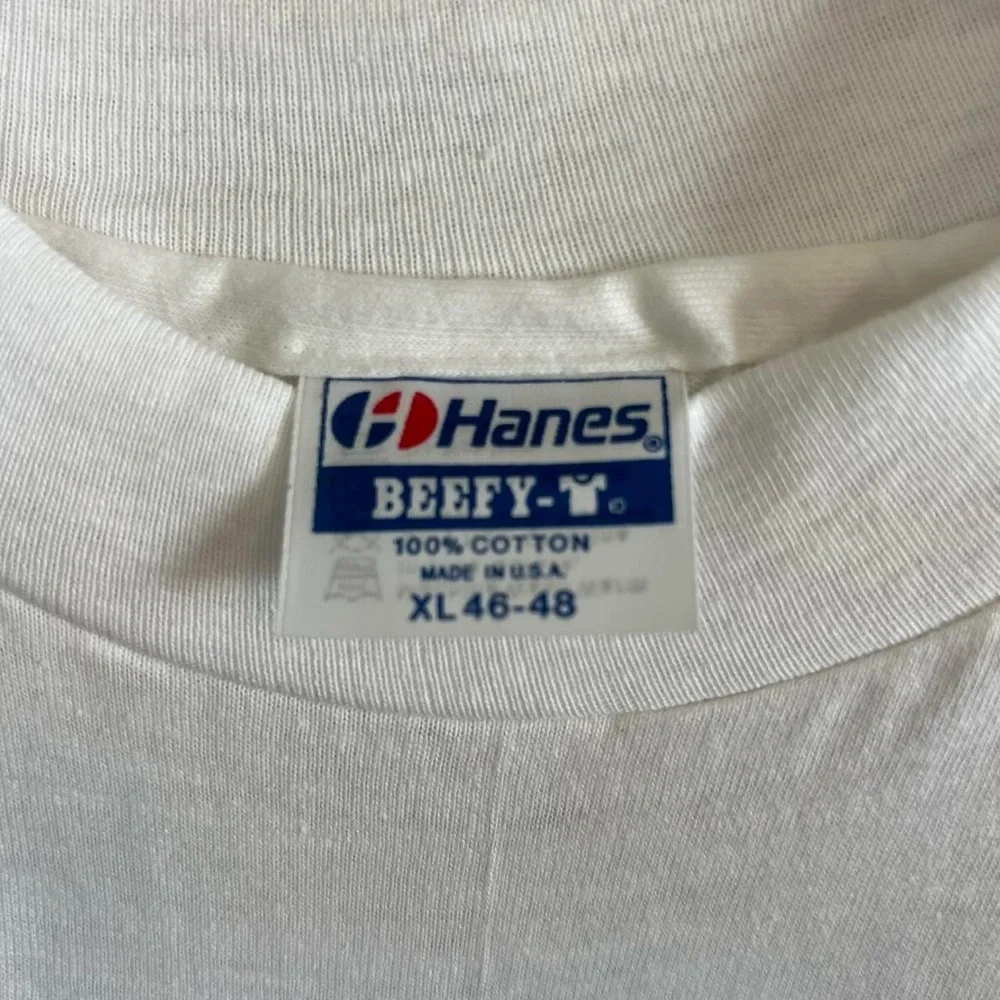 Hanes®
BEEFY-
100% COTTON
MADE IN U.S.A.
XL 46-48